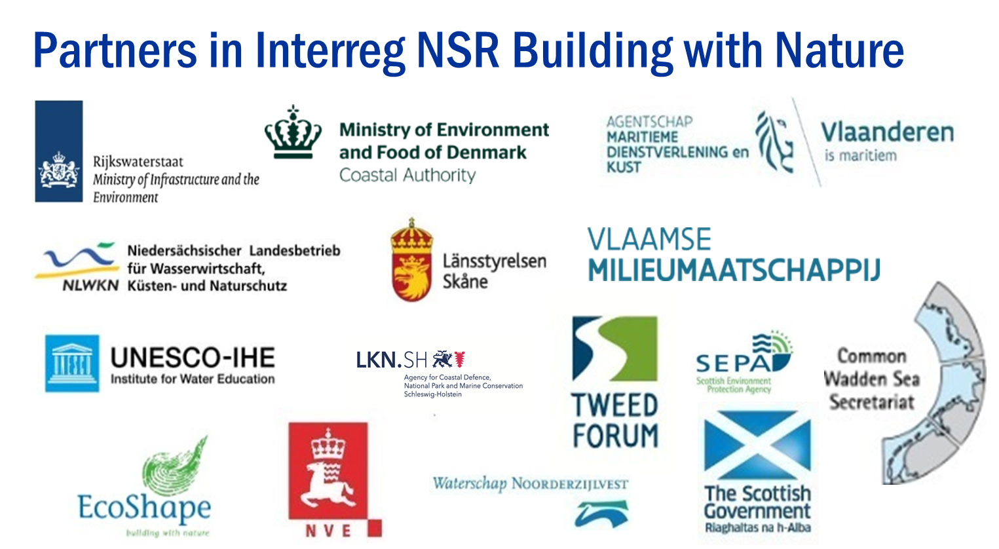 Partners in Interreg NSR Building with Nature
Rijkswaterstaat
Ministry of Infrastructure and the
Environment
Ministry of Environment
and Food of Denmark
Coastal Authority
AGENTSCHAP
MARITIEME
DIENSTVERLENING en
KUST
Vlaanderen
is maritiem
NLWKN
Niedersächsischer Landesbetrieb
für Wasserwirtschaft,
Küsten- und Naturschutz
Länsstyrelsen
Skåne
VLAAMSE
MILIEUMAATSCHAPPIJ
UNESCO
UNESCO-IHE
Institute for Water Education
LKN.SH
Agency for Coastal Defence,
National Park and Marine Conservation
Schleswig-Holstein
TWEED
FORUM
SEPA
Scottish Environment
Protection Agency
Common
Wadden Sea
Secretariat
EcoShape
building with nature
NVE
Waterschap NOORDERZIJLVEST
The Scottish
Government
Riaghaltas na h-Alba